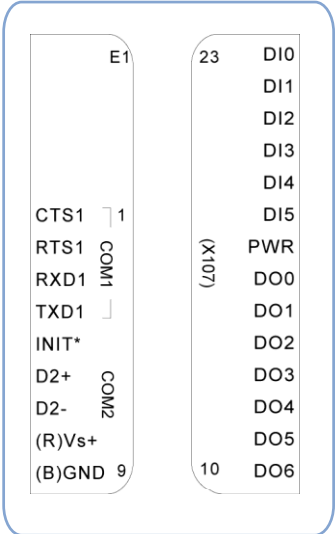 E1
CTS1 1
RTS1
RXD1
TXD1
COM1
INIT*
D2+
D2-
COM2
(R)Vs+
(B)GND 9
23 DI0
DI1
DI2
DI3
DI4
DI5
(X107)
PWR
DO0
DO1
DO2
DO3
DO4
DO5
10 DO6